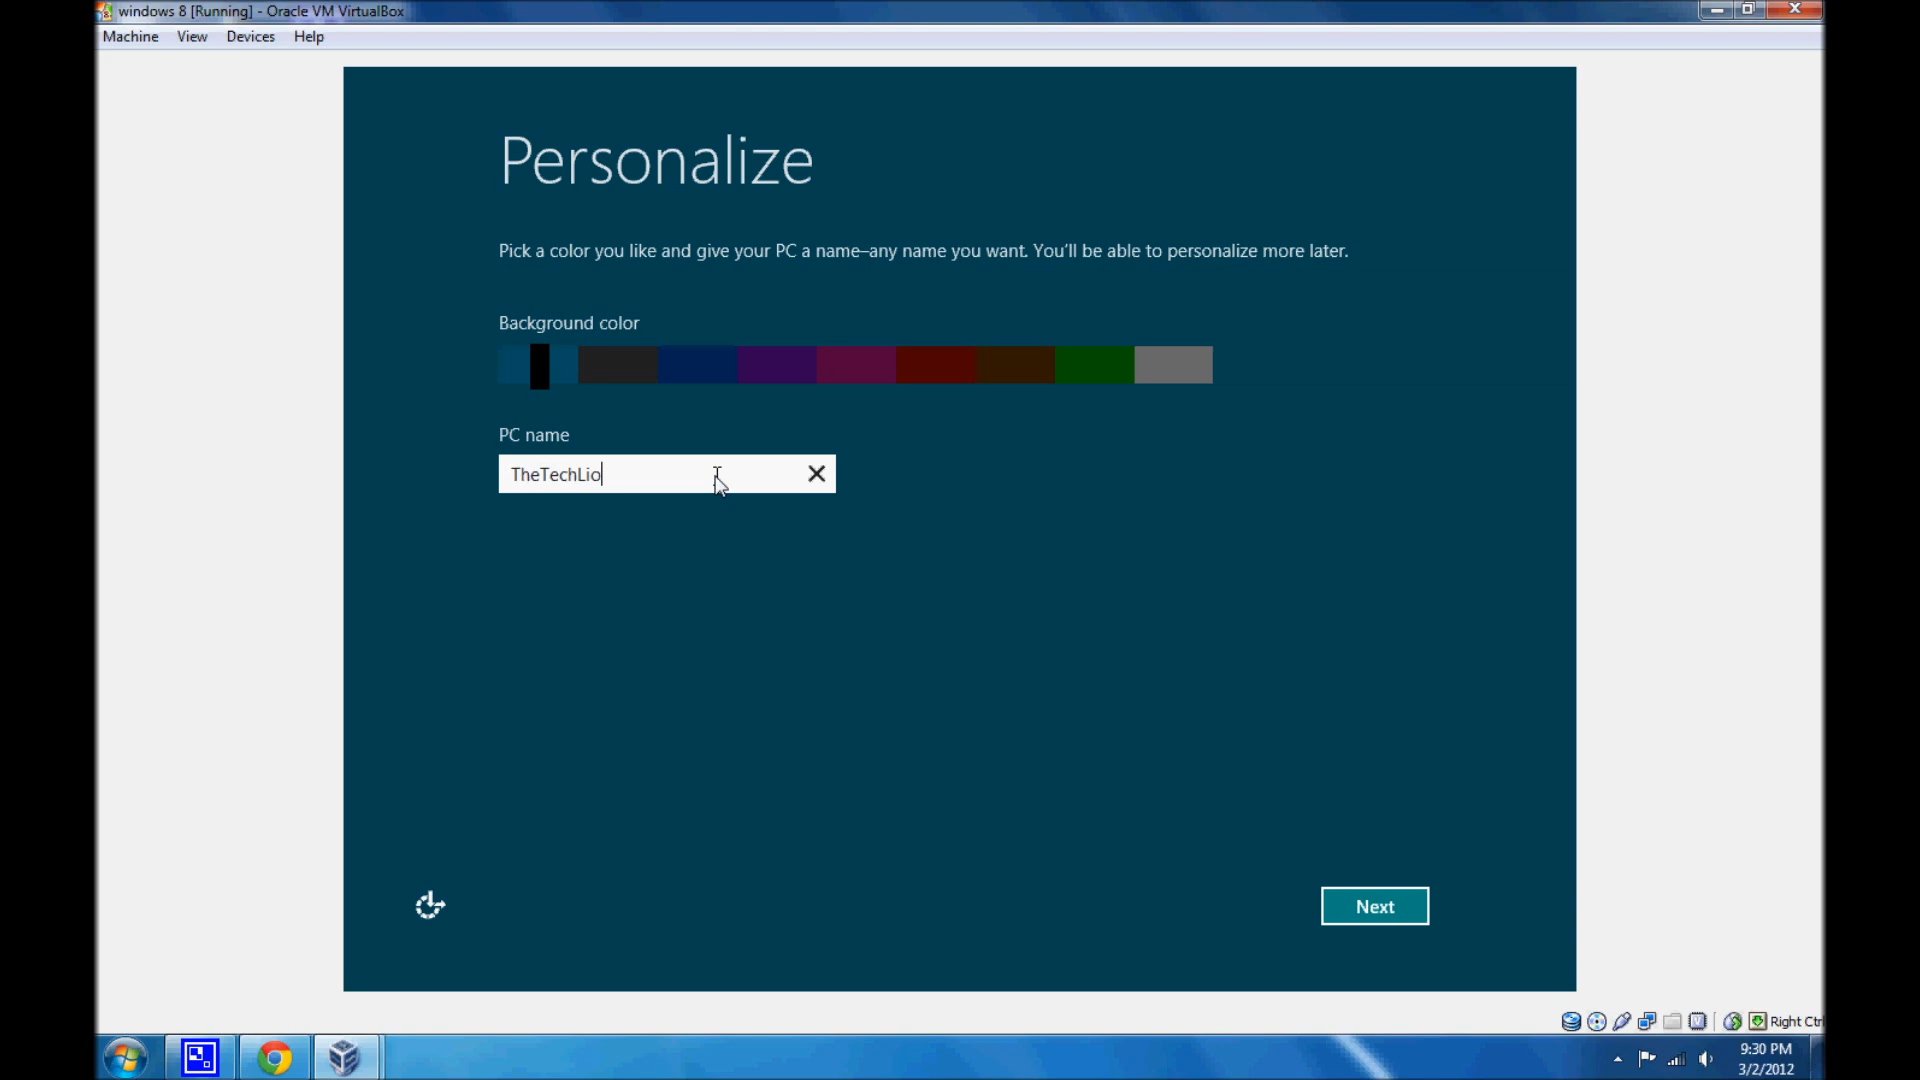 windows 8 [Running] - Oracle VM VirtualBox
Machine View Devices Help
Personalize
Pick a color you like and give your PC a name–any name you want. You'll be able to personalize more later.
Background color
PC name
TheTechLio
Next
Right Ctrl
9:30 PM
3/2/2012